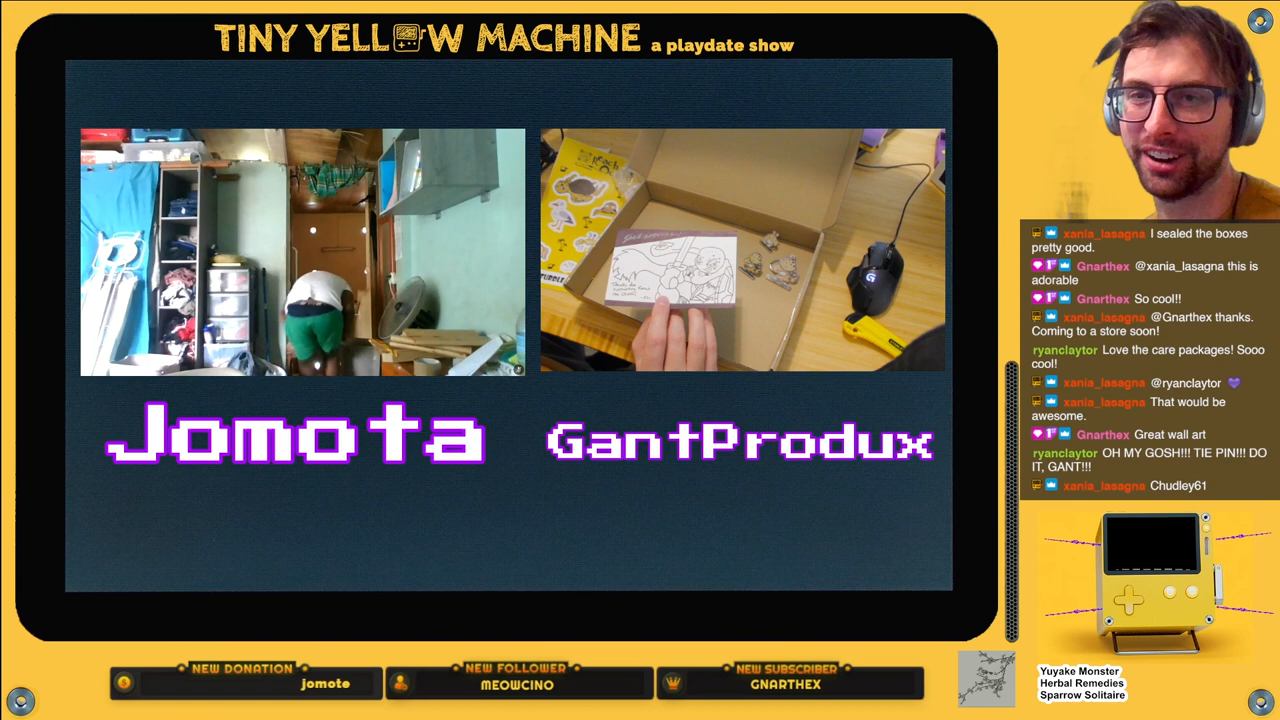 TINY YELLOW MACHINE a playdate show
xania_lasagna I sealed the boxes
pretty good.
Gnarthex @xania_lasagna this is
adorable
Gnarthex So cool!!
xania_lasagna @Gnarthex thanks.
Coming to a store soon!
ryanclaytor Love the care packages! Sooo
cool!
xania_lasagna @ryanclaytor 💜
xania_lasagna That would be
awesome.
Gnarthex Great wall art
ryanclaytor OH MY GOSH!!! TIE PIN!!! DO
IT, GANT!!!
xania_lasagna Chudley61
Jomota
GantProdux
NEW DONATION
jomote
NEW FOLLOWER
MEOWCINO
NEW SUBSCRIBER
GNARTHEX
Yuyake Monster
Herbal Remedies
Sparrow Solitaire